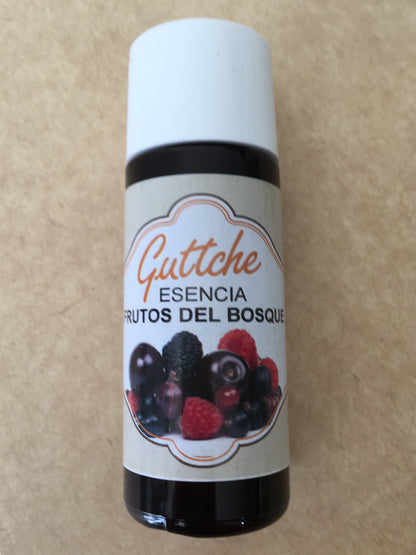 Guttche
ESENCIA
FRUTOS DEL BOSQUE